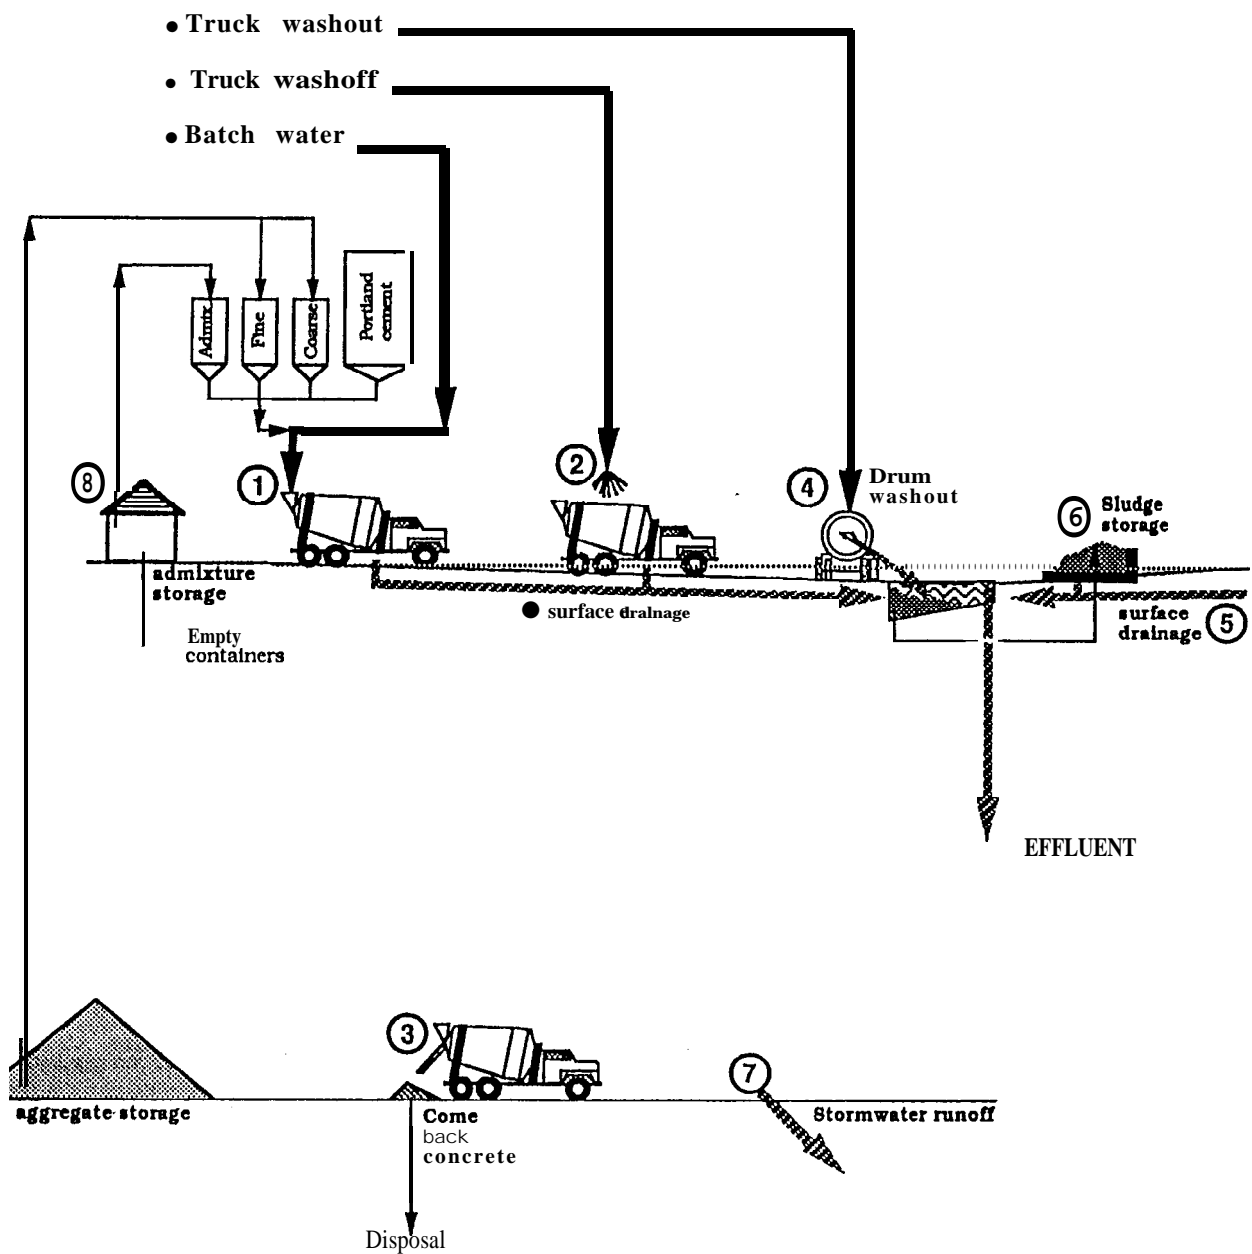 • Truck washout
• Truck washoff
• Batch water
Admix
Fine
Coarse
Portland
cement
8
1
2
4
Drum
washout
6
Sludge
storage
admixture
storage
Empty
containers
● surface drainage
surface
drainage
5
EFFLUENT
3
7
aggregate storage
Come
back
concrete
Stormwater runoff
Disposal